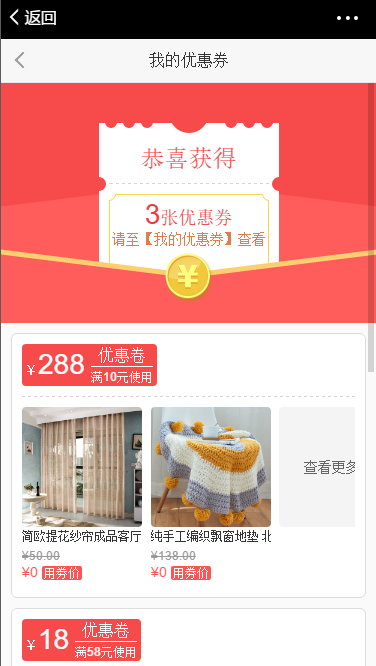 返回
我的优惠券
恭喜获得
3张优惠券
请至【我的优惠券】查看
¥
¥288 优惠卷
满10元使用
简欧提花纱帘成品客厅
¥50.00
¥0 用券价
纯手工编织飘窗地垫 北
¥138.00
¥0 用券价
查看更多
¥18 优惠卷
满58元使用